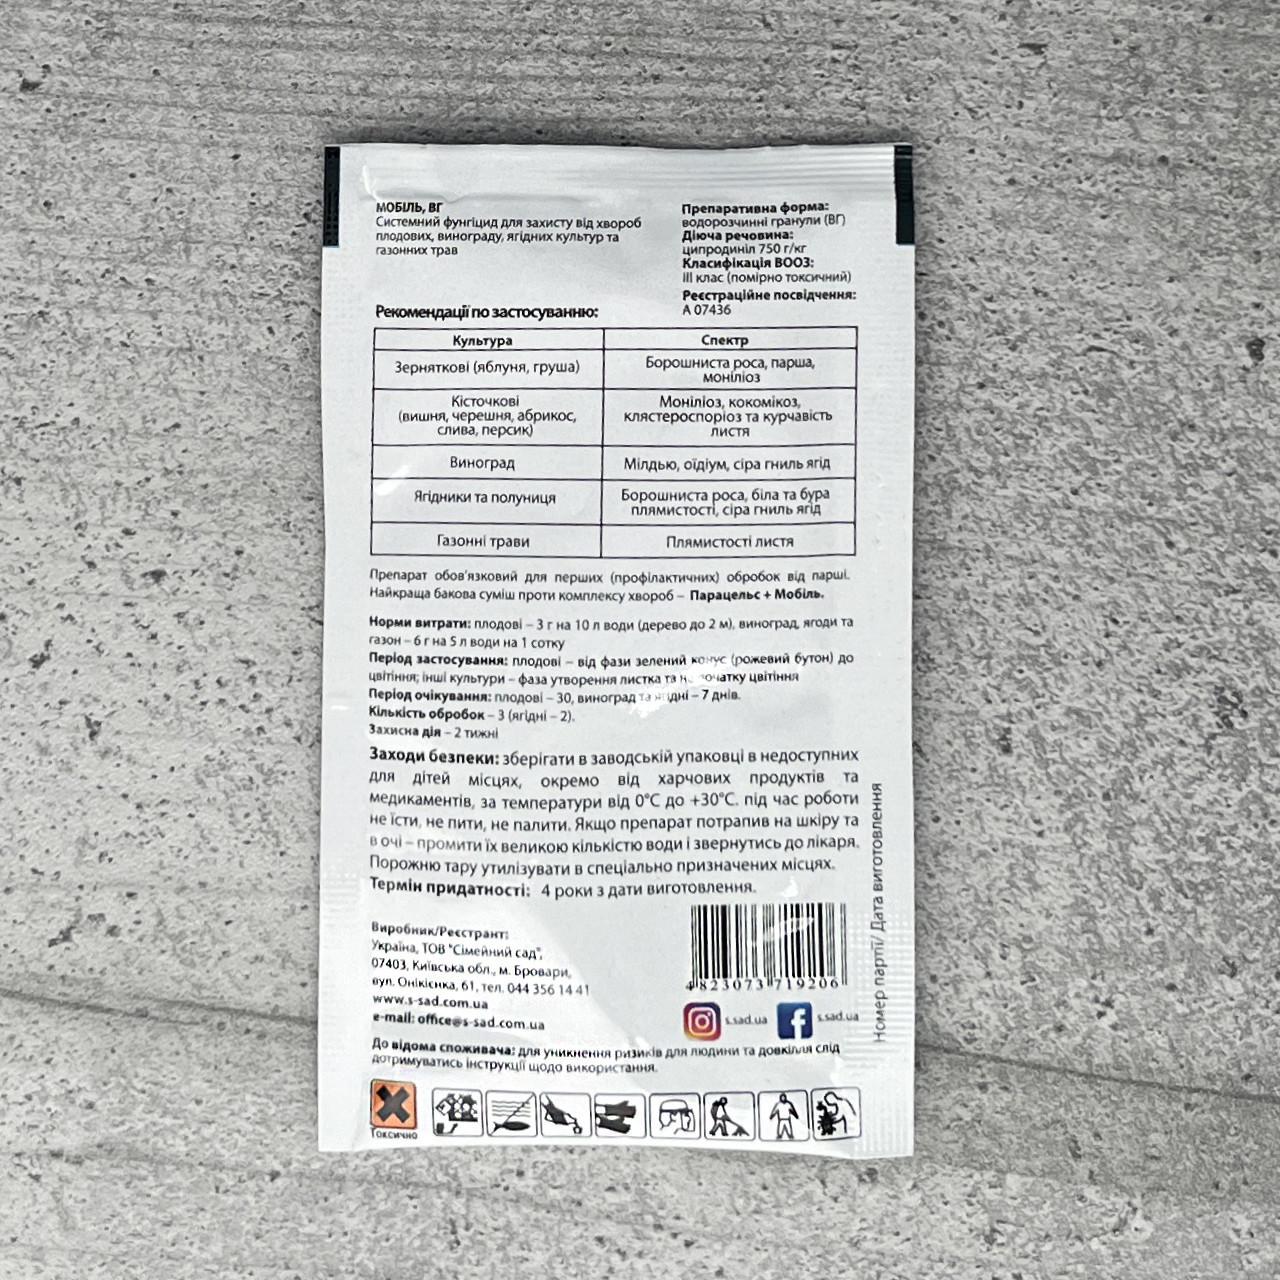 МОБІЛЬ, ВГ
Системний фунгіцид для захисту від хвороб
плодових, винограду, ягідних культур та
газонних трав
Препаративна форма:
водорозчинні гранули (ВГ)
Діюча речовина:
ципродиніл 750 г/кг
Класифікація ВООЗ:
III клас (помірно токсичний)
Реєстраційне посвідчення:
А 07436
Рекомендації по застосуванню:
Культура Спектр
Зерняткові (яблуня, груша) Борошниста роса, парша,
моніліоз
Кісточкові
(вишня, черешня, абрикос,
слива, персик)
Моніліоз, кокомікоз,
клястероспоріоз та курчавість
листя
Виноград Мілдью, оїдіум, сіра гниль ягід
Ягідники та полуниця Борошниста роса, біла та бура
плямистості, сіра гниль ягід
Газонні трави Плямистості листя
Препарат обов'язковий для перших (профілактичних) обробок від парші.
Найкраща бакова суміш проти комплексу хвороб – Парацельс + Мобіль.
Норми витрати: плодові – 3 г на 10 л води (дерево до 2 м), виноград, ягоди та
газон – 6 г на 5 л води на 1 сотку
Період застосування: плодові – від фази зелений конус (рожевий бутон) до
цвітіння; інші культури – фаза утворення листка та на початку цвітіння
Період очікування: плодові – 30, виноград та ягідні – 7 днів.
Кількість обробок – 3 (ягідні – 2).
Захисна дія – 2 тижні
Заходи безпеки: зберігати в заводській упаковці в недоступних
для дітей місцях, окремо від харчових продуктів та
медикаментів, за температури від 0°С до +30°С. під час роботи
не їсти, не пити, не палити. Якщо препарат потрапив на шкіру та
в очі – промити їх великою кількістю води і звернутись до лікаря.
Порожню тару утилізувати в спеціально призначених місцях.
Термін придатності: 4 роки з дати виготовлення.
Виробник/Реєстрант:
Україна, ТОВ "Сімейний сад",
07403, Київська обл., м. Бровари,
вул. Онікієнка, 61, тел. 044 356 14 41
www.s-sad.com.ua
e-mail: office@s-sad.com.ua
4 823073 719206
s.sad.ua s.sad.ua
Номер партії/ Дата виготовлення
До відома споживача: для уникнення ризиків для людини та довкілля слід
дотримуватись інструкції щодо використання.
Токсично